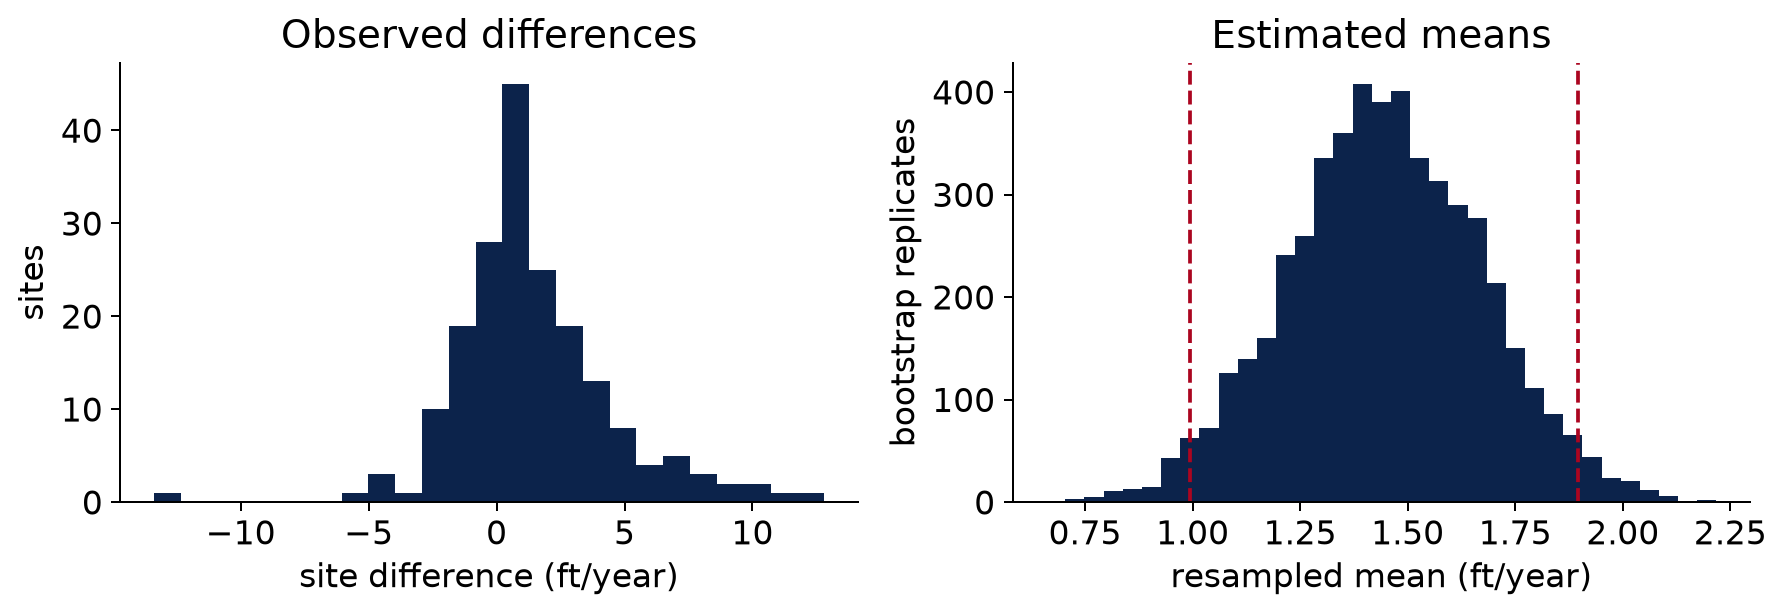 Observed differences
sites
40
30
20
10
0
−10 −5 0 5 10
site difference (ft/year)
Estimated means
bootstrap replicates
400
300
200
100
0
0.75 1.00 1.25 1.50 1.75 2.00 2.25
resampled mean (ft/year)